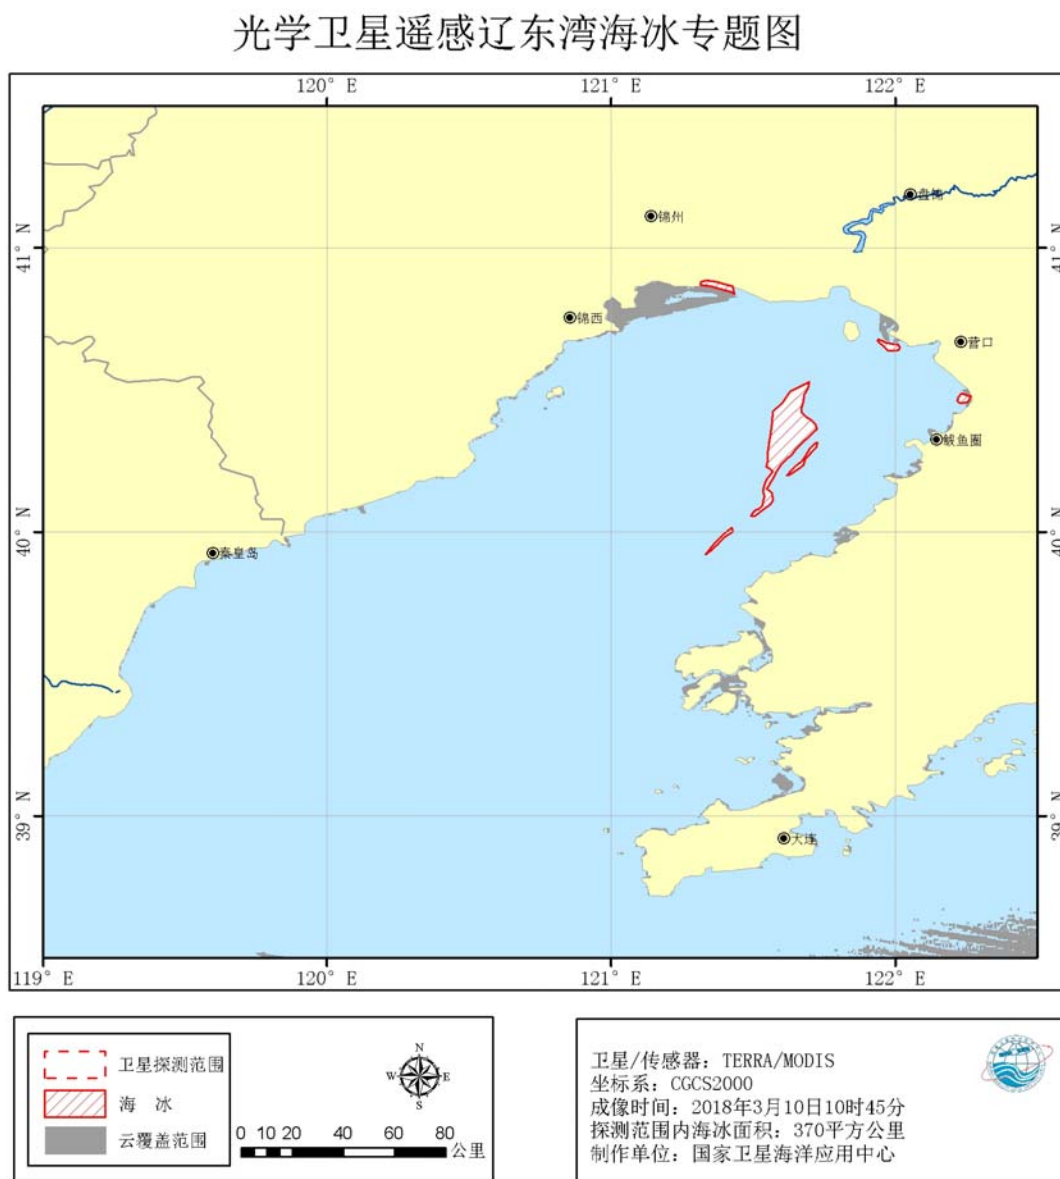 光学卫星遥感辽东湾海冰专题图
120° E 121° E 122° E
盘锦
锦州
41° N 41° N
锦西
营口
鲅鱼圈
40° N 40° N
秦皇岛
39° N 39° N
大连
119° E 120° E 121° E 122° E
卫星探测范围
海 冰
云覆盖范围
N
W E
S
0 10 20 40 60 80 公里
卫星/传感器：TERRA/MODIS
坐标系：CGCS2000
成像时间：2018年3月10日10时45分
探测范围内海冰面积：370平方公里
制作单位：国家卫星海洋应用中心